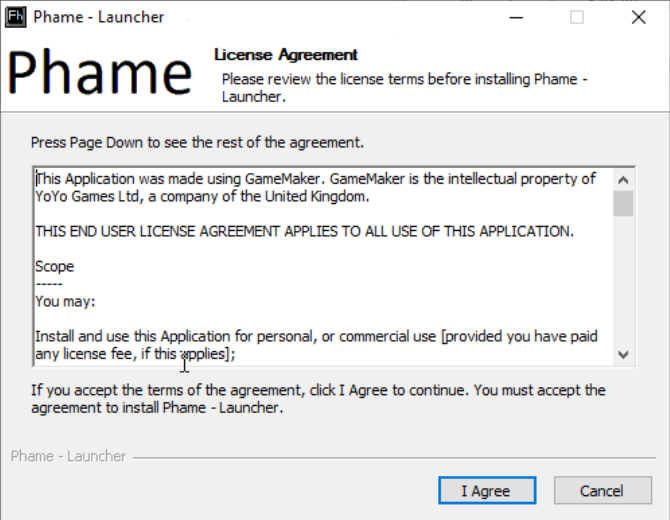 Fh Phame - Launcher
Phame
License Agreement
Please review the license terms before installing Phame -
Launcher.
Press Page Down to see the rest of the agreement.
This Application was made using GameMaker. GameMaker is the intellectual property of
YoYo Games Ltd, a company of the United Kingdom.
THIS END USER LICENSE AGREEMENT APPLIES TO ALL USE OF THIS APPLICATION.
Scope
-----
You may:
Install and use this Application for personal, or commercial use [provided you have paid
any license fee, if this applies];
If you accept the terms of the agreement, click I Agree to continue. You must accept the
agreement to install Phame - Launcher.
Phame - Launcher
I Agree
Cancel